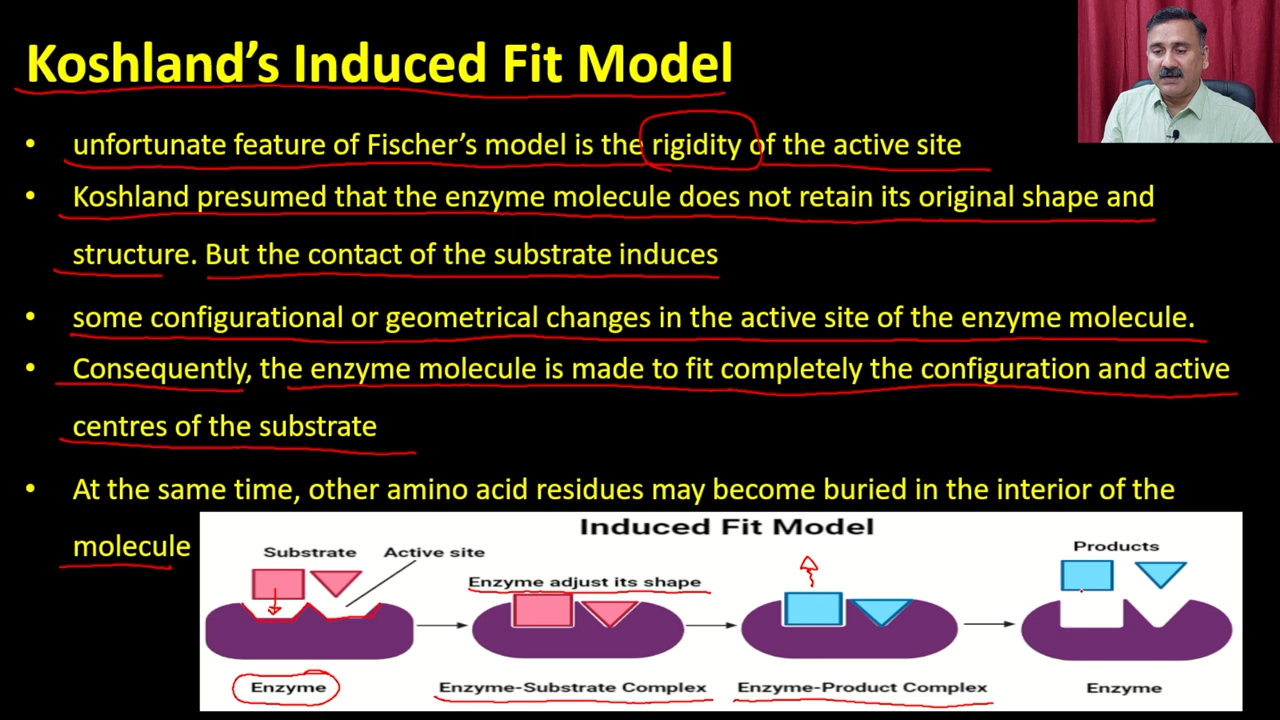 Koshland’s Induced Fit Model
• unfortunate feature of Fischer’s model is the rigidity of the active site
• Koshland presumed that the enzyme molecule does not retain its original shape and
structure. But the contact of the substrate induces
• some configurational or geometrical changes in the active site of the enzyme molecule.
• Consequently, the enzyme molecule is made to fit completely the configuration and active
centres of the substrate
• At the same time, other amino acid residues may become buried in the interior of the
molecule
Induced Fit Model
Substrate
Active site
Enzyme adjust its shape
Products
Enzyme
Enzyme-Substrate Complex
Enzyme-Product Complex
Enzyme